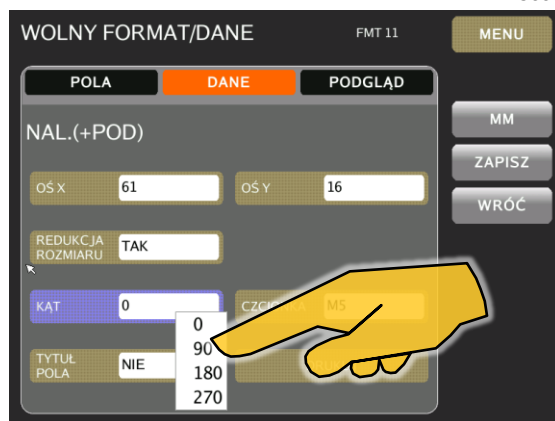 WOLNY FORMAT/DANE FMT 11 MENU
POLA DANE PODGLĄD
NAL.(+POD)
MM
ZAPISZ
WRÓĆ
OŚ X 61 OŚ Y 16
REDUKCJA
ROZMIARU TAK
KĄT 0 M5
0
90
180
270
TYTUŁ
POLA NIE